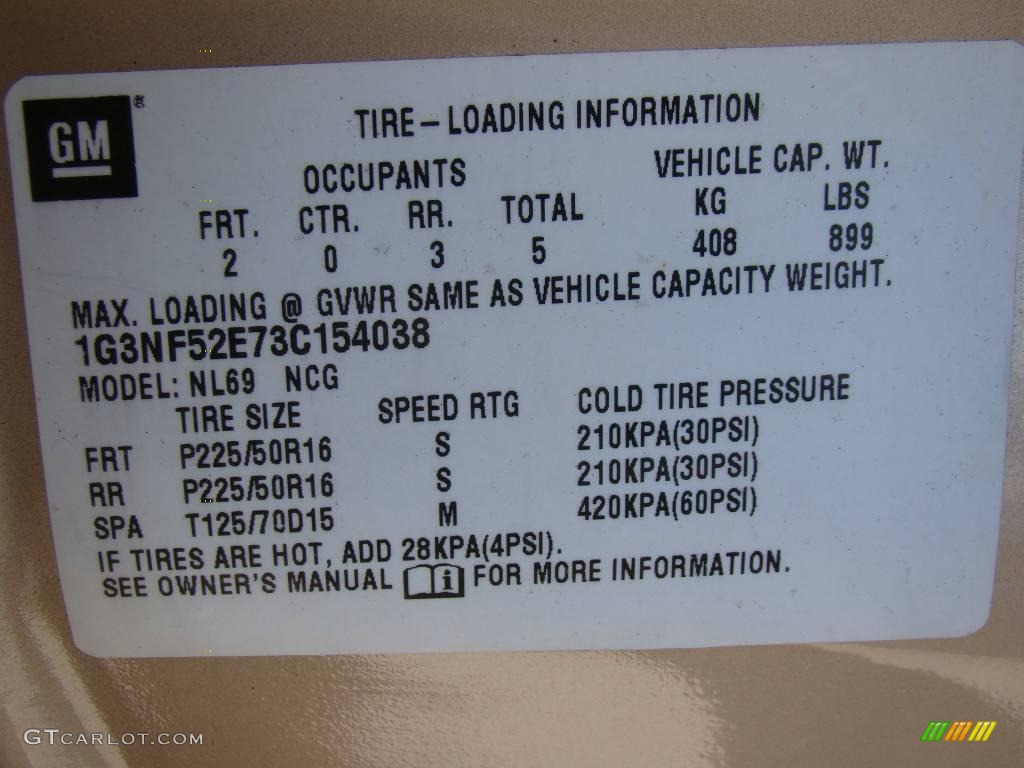 GM ®
TIRE–LOADING INFORMATION
OCCUPANTS VEHICLE CAP. WT.
FRT. CTR. RR. TOTAL KG LBS
2 0 3 5 408 899
MAX. LOADING @ GVWR SAME AS VEHICLE CAPACITY WEIGHT.
1G3NF52E73C154038
MODEL: NL69 NCG
TIRE SIZE SPEED RTG COLD TIRE PRESSURE
FRT P225/50R16 S 210KPA(30PSI)
RR P225/50R16 S 210KPA(30PSI)
SPA T125/70D15 M 420KPA(60PSI)
IF TIRES ARE HOT, ADD 28KPA(4PSI).
SEE OWNER'S MANUAL i FOR MORE INFORMATION.
GTCARLOT.COM